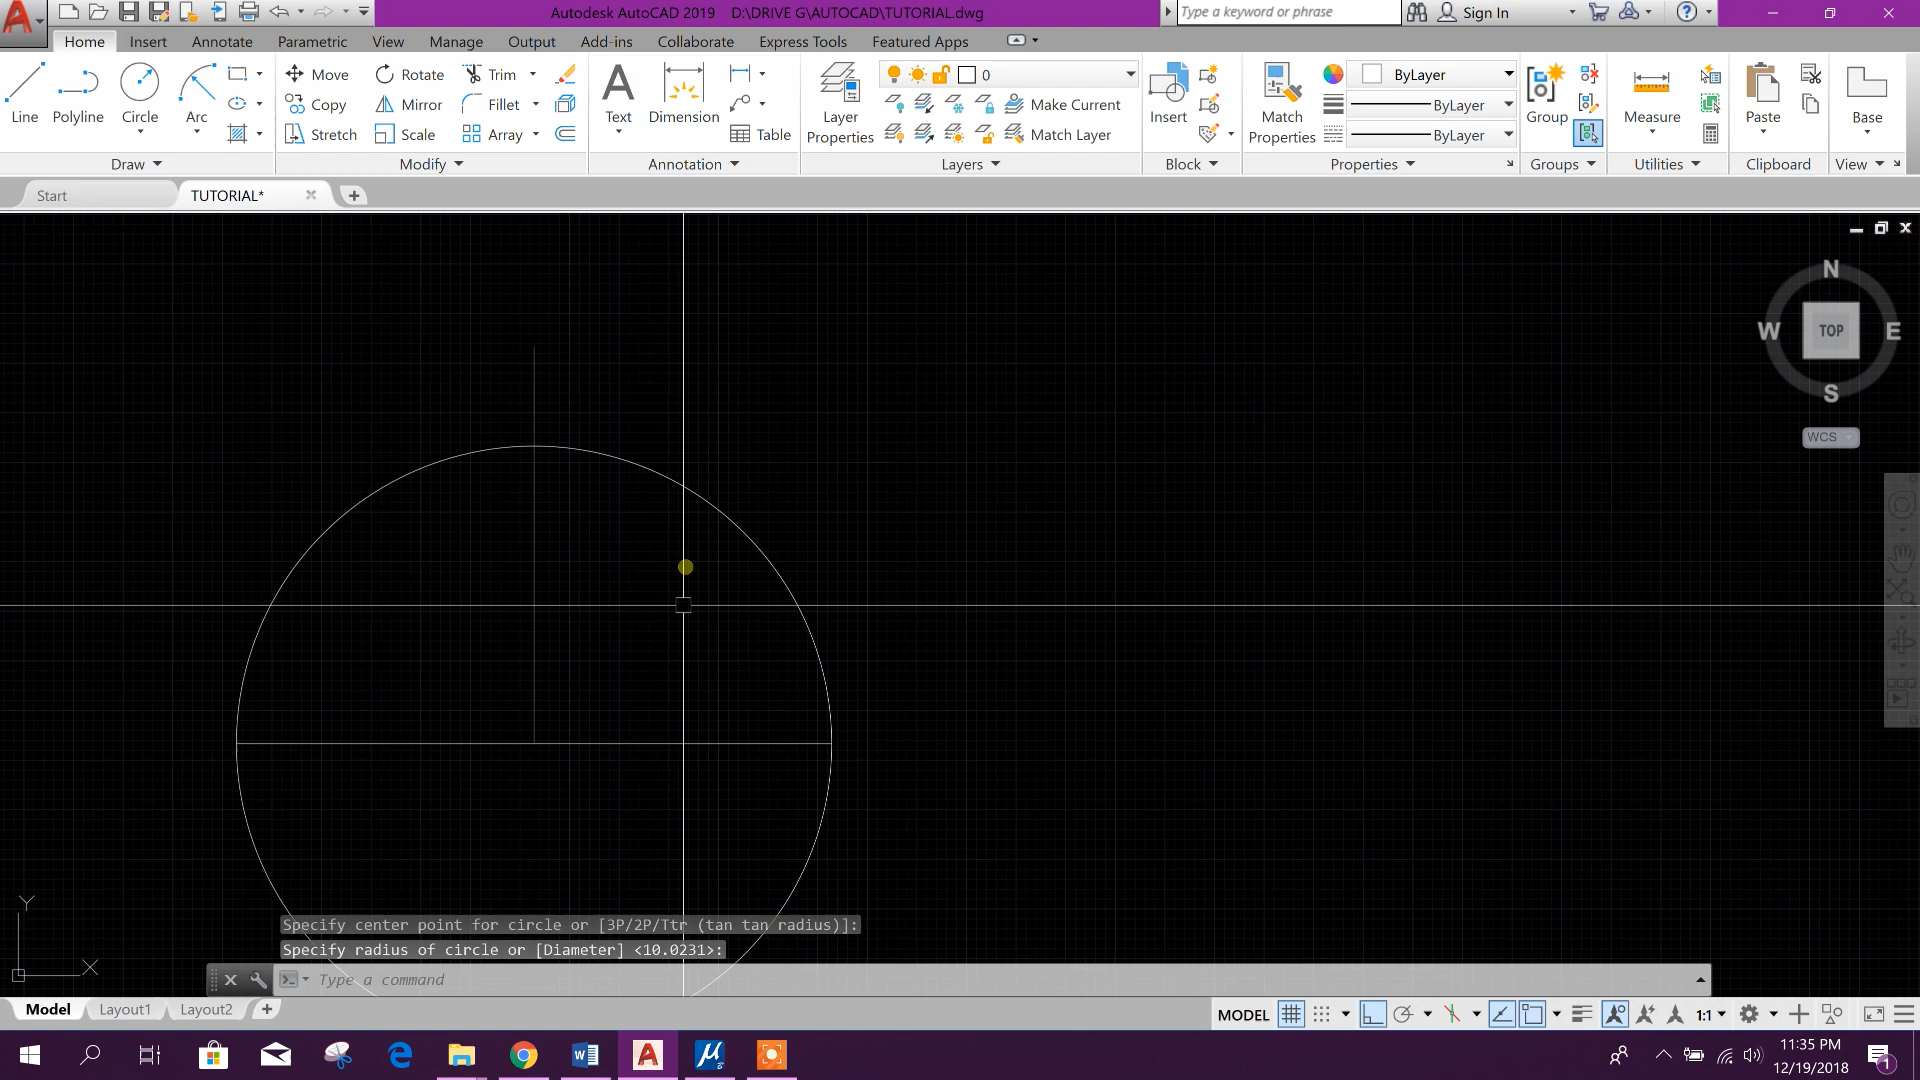 Autodesk AutoCAD 2019 D:\DRIVE G\AUTOCAD\TUTORIAL.dwg
Type a keyword or phrase
Sign In
Home Insert Annotate Parametric View Manage Output Add-ins Collaborate Express Tools Featured Apps
Line Polyline Circle Arc
Move Rotate Trim
Copy Mirror Fillet
Stretch Scale Array
Text Dimension Table
Layer Properties
0
Make Current
Match Layer
Insert
Match Properties
ByLayer
ByLayer
ByLayer
Group
Measure
Paste
Base
Draw Modify Annotation Layers Block Properties Groups Utilities Clipboard View
Start TUTORIAL*
N
W TOP E
S
WCS
Y
X
Specify center point for circle or [3P/2P/Ttr (tan tan radius)]:
Specify radius of circle or [Diameter] <10.0231>:
Type a command
Model Layout1 Layout2
MODEL 1:1
11:35 PM
12/19/2018
1